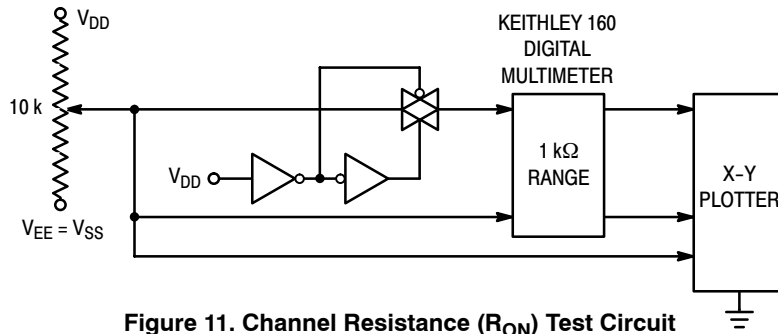 V_DD
10 k
V_EE = V_SS
V_DD
KEITHLEY 160
DIGITAL
MULTIMETER
1 kΩ
RANGE
X-Y
PLOTTER
Figure 11. Channel Resistance (R_ON) Test Circuit